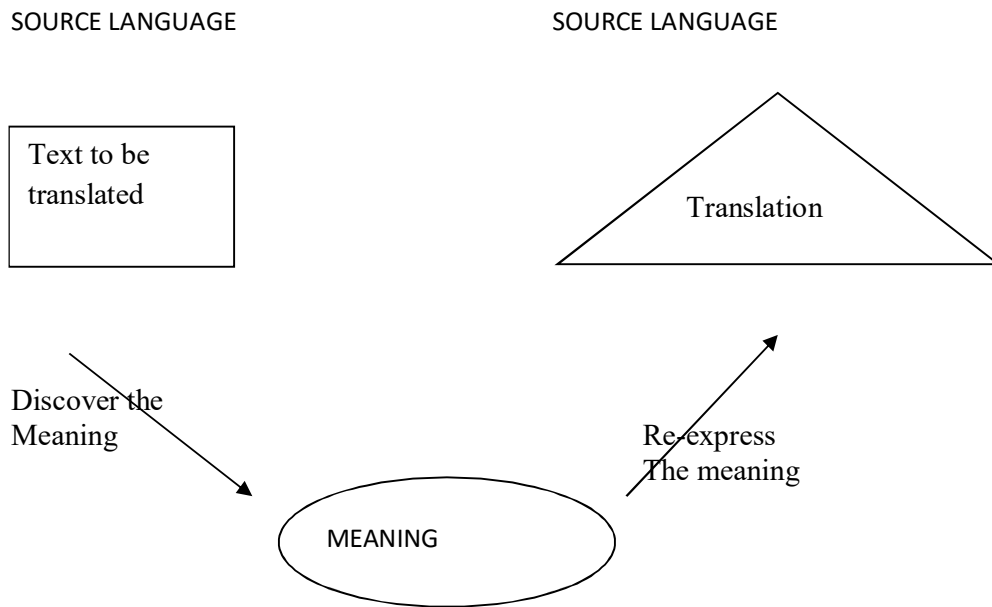 SOURCE LANGUAGE
SOURCE LANGUAGE
Text to be
translated
Translation
Discover the
Meaning
Re-express
The meaning
MEANING